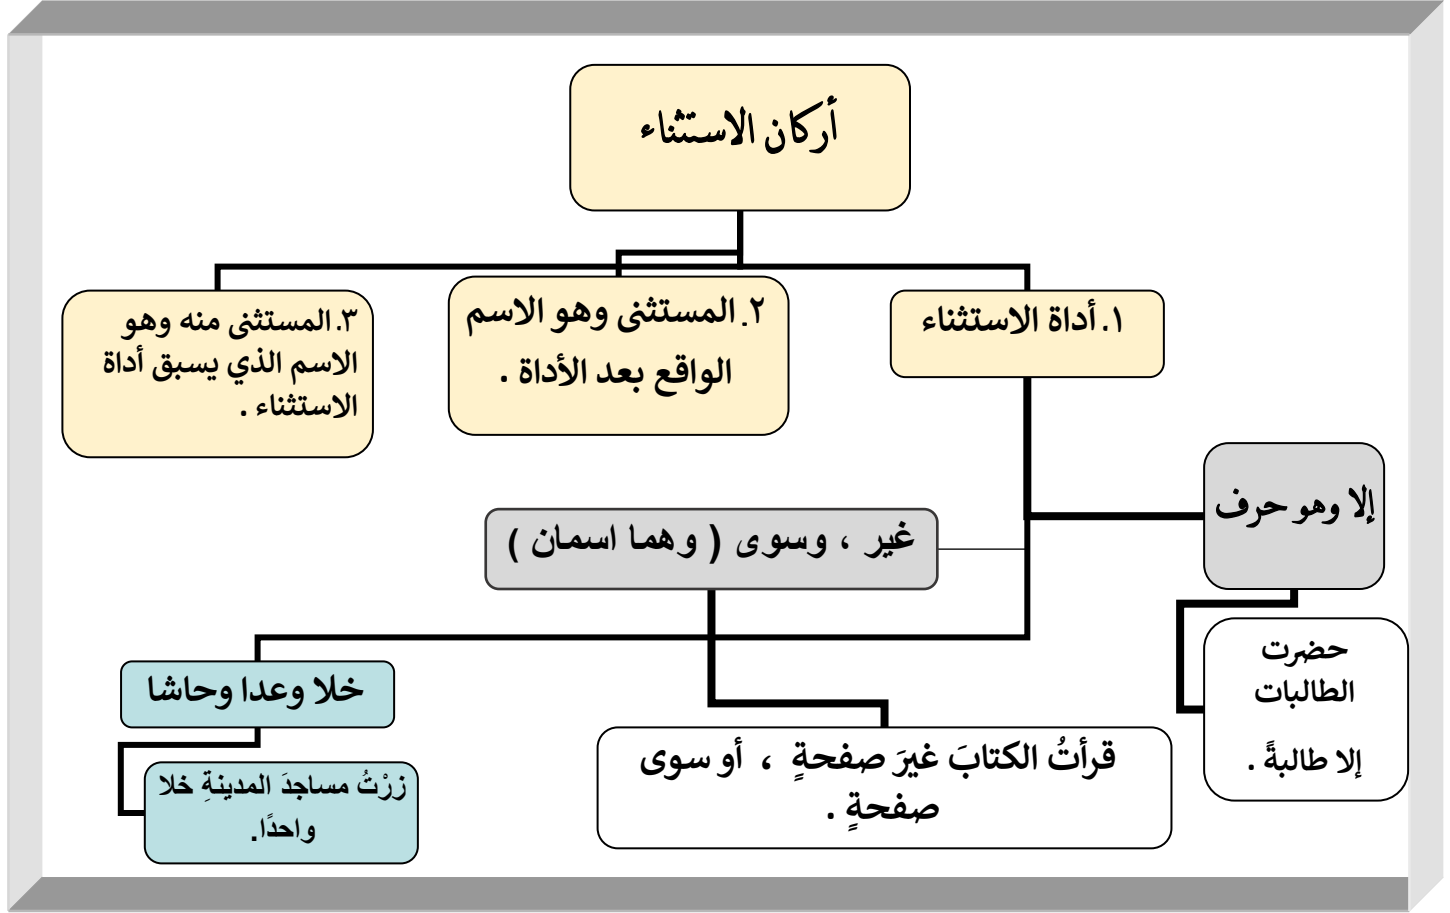 أركان الاستثناء
١. أداة الاستثناء
٢. المستثنى وهو الاسم
الواقع بعد الأداة .
٣. المستثنى منه وهو
الاسم الذي يسبق أداة
الاستثناء .
إلا وهو حرف
حضرت
الطالبات
إلا طالبةً .
غير ، وسوى ( وهما اسمان )
قرأتُ الكتابَ غيرَ صفحةٍ ، أو سوى
صفحةٍ .
خلا وعدا وحاشا
زرْتُ مساجدَ المدينةِ خلا
واحدًا.